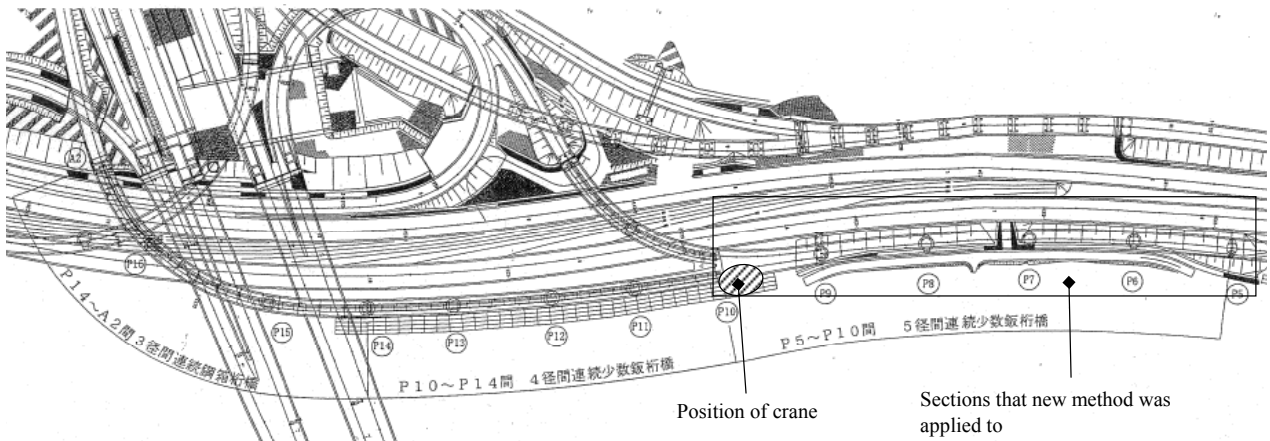 A2
P16
P15
P14
P13
P12
P11
P10
P9
P8
P7
P6
P5
P14～A2間3径間連続鋼箱桁橋
P10～P14間 4径間連続少数鈑桁橋
P5～P10間 5径間連続少数鈑桁橋
Position of crane
Sections that new method was
applied to